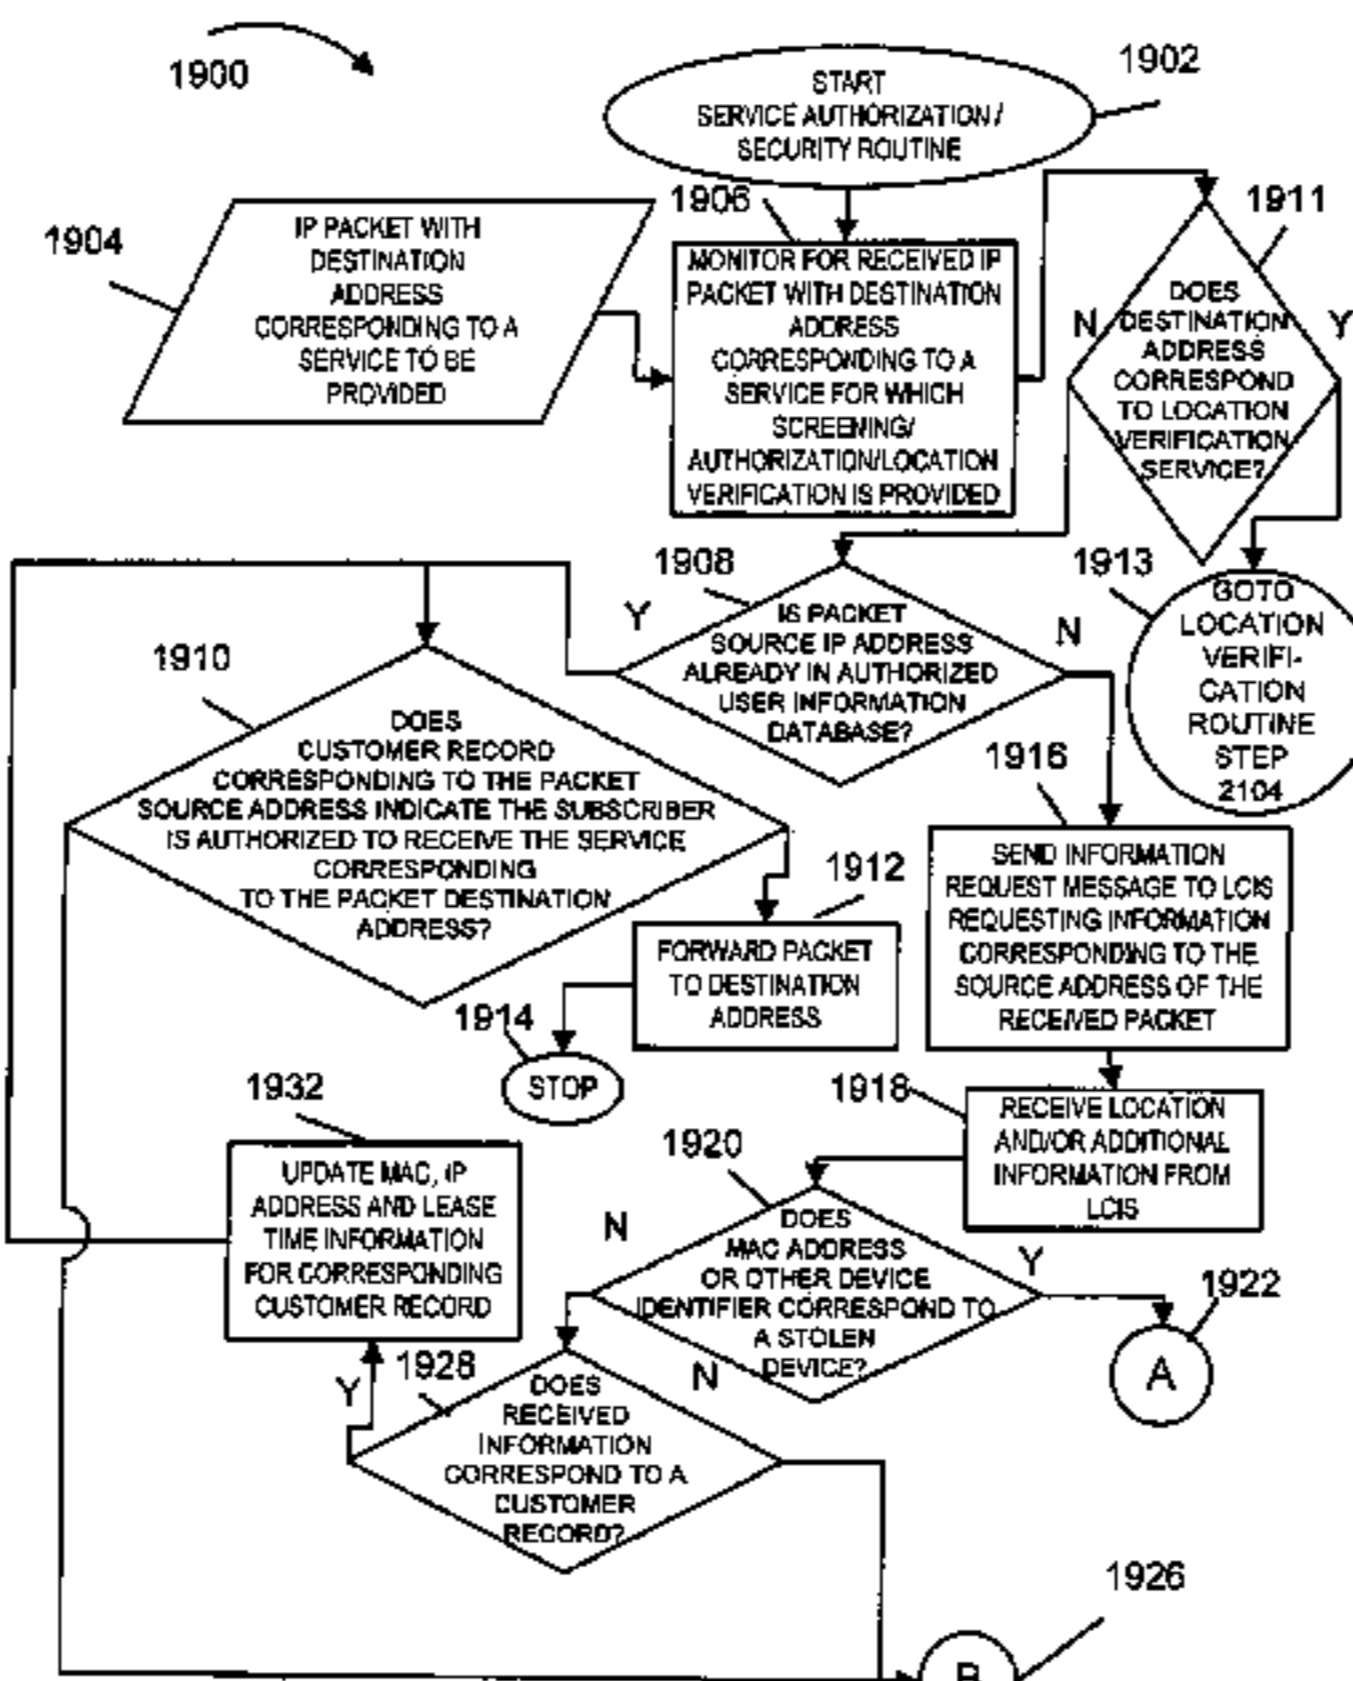 1900
1902
START
SERVICE AUTHORIZATION /
SECURITY ROUTINE
1904
IP PACKET WITH
DESTINATION
ADDRESS
CORRESPONDING TO A
SERVICE TO BE
PROVIDED
1906
MONITOR FOR RECEIVED IP
PACKET WITH DESTINATION
ADDRESS
CORRESPONDING TO A
SERVICE FOR WHICH
SCREENING/
AUTHORIZATION/LOCATION
VERIFICATION IS PROVIDED
1911
N
Y
DOES
DESTINATION
ADDRESS
CORRESPOND
TO LOCATION
VERIFICATION
SERVICE?
1913
GOTO
LOCATION
VERIFI-
CATION
ROUTINE
STEP
2104
1908
Y
N
IS PACKET
SOURCE IP ADDRESS
ALREADY IN AUTHORIZED
USER INFORMATION
DATABASE?
1910
DOES
CUSTOMER RECORD
CORRESPONDING TO THE PACKET
SOURCE ADDRESS INDICATE THE SUBSCRIBER
IS AUTHORIZED TO RECEIVE THE SERVICE
CORRESPONDING
TO THE PACKET DESTINATION
ADDRESS?
1912
FORWARD PACKET
TO DESTINATION
ADDRESS
1914
STOP
1916
SEND INFORMATION
REQUEST MESSAGE TO LCIS
REQUESTING INFORMATION
CORRESPONDING TO THE
SOURCE ADDRESS OF THE
RECEIVED PACKET
1918
RECEIVE LOCATION
AND/OR ADDITIONAL
INFORMATION FROM
LCIS
1920
N
Y
DOES
MAC ADDRESS
OR OTHER DEVICE
IDENTIFIER CORRESPOND TO
A STOLEN
DEVICE?
1922
A
1932
UPDATE MAC, IP
ADDRESS AND LEASE
TIME INFORMATION
FOR CORRESPONDING
CUSTOMER RECORD
1928
Y
N
DOES
RECEIVED
INFORMATION
CORRESPOND TO A
CUSTOMER
RECORD?
1926
B